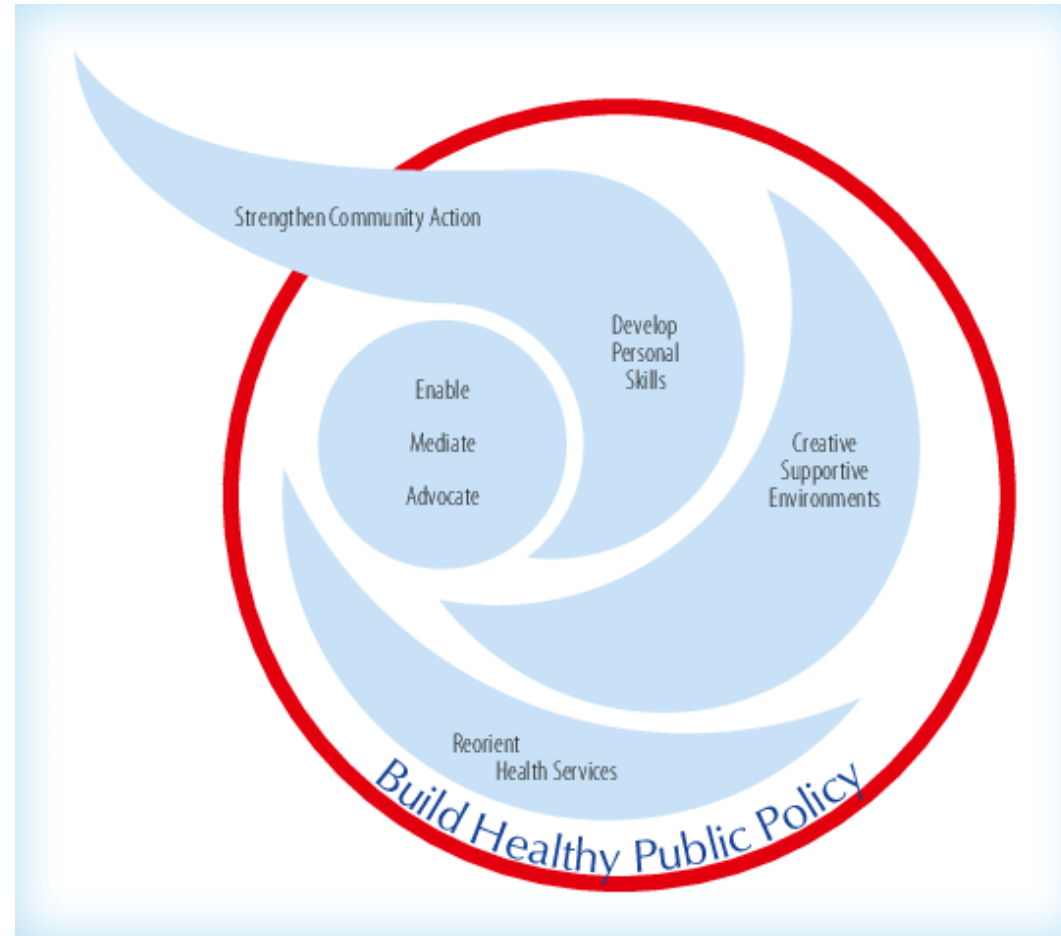 Strengthen Community Action
Develop
Personal
Skills
Enable
Mediate
Advocate
Creative
Supportive
Environments
Reorient
Health Services
Build Healthy Public Policy